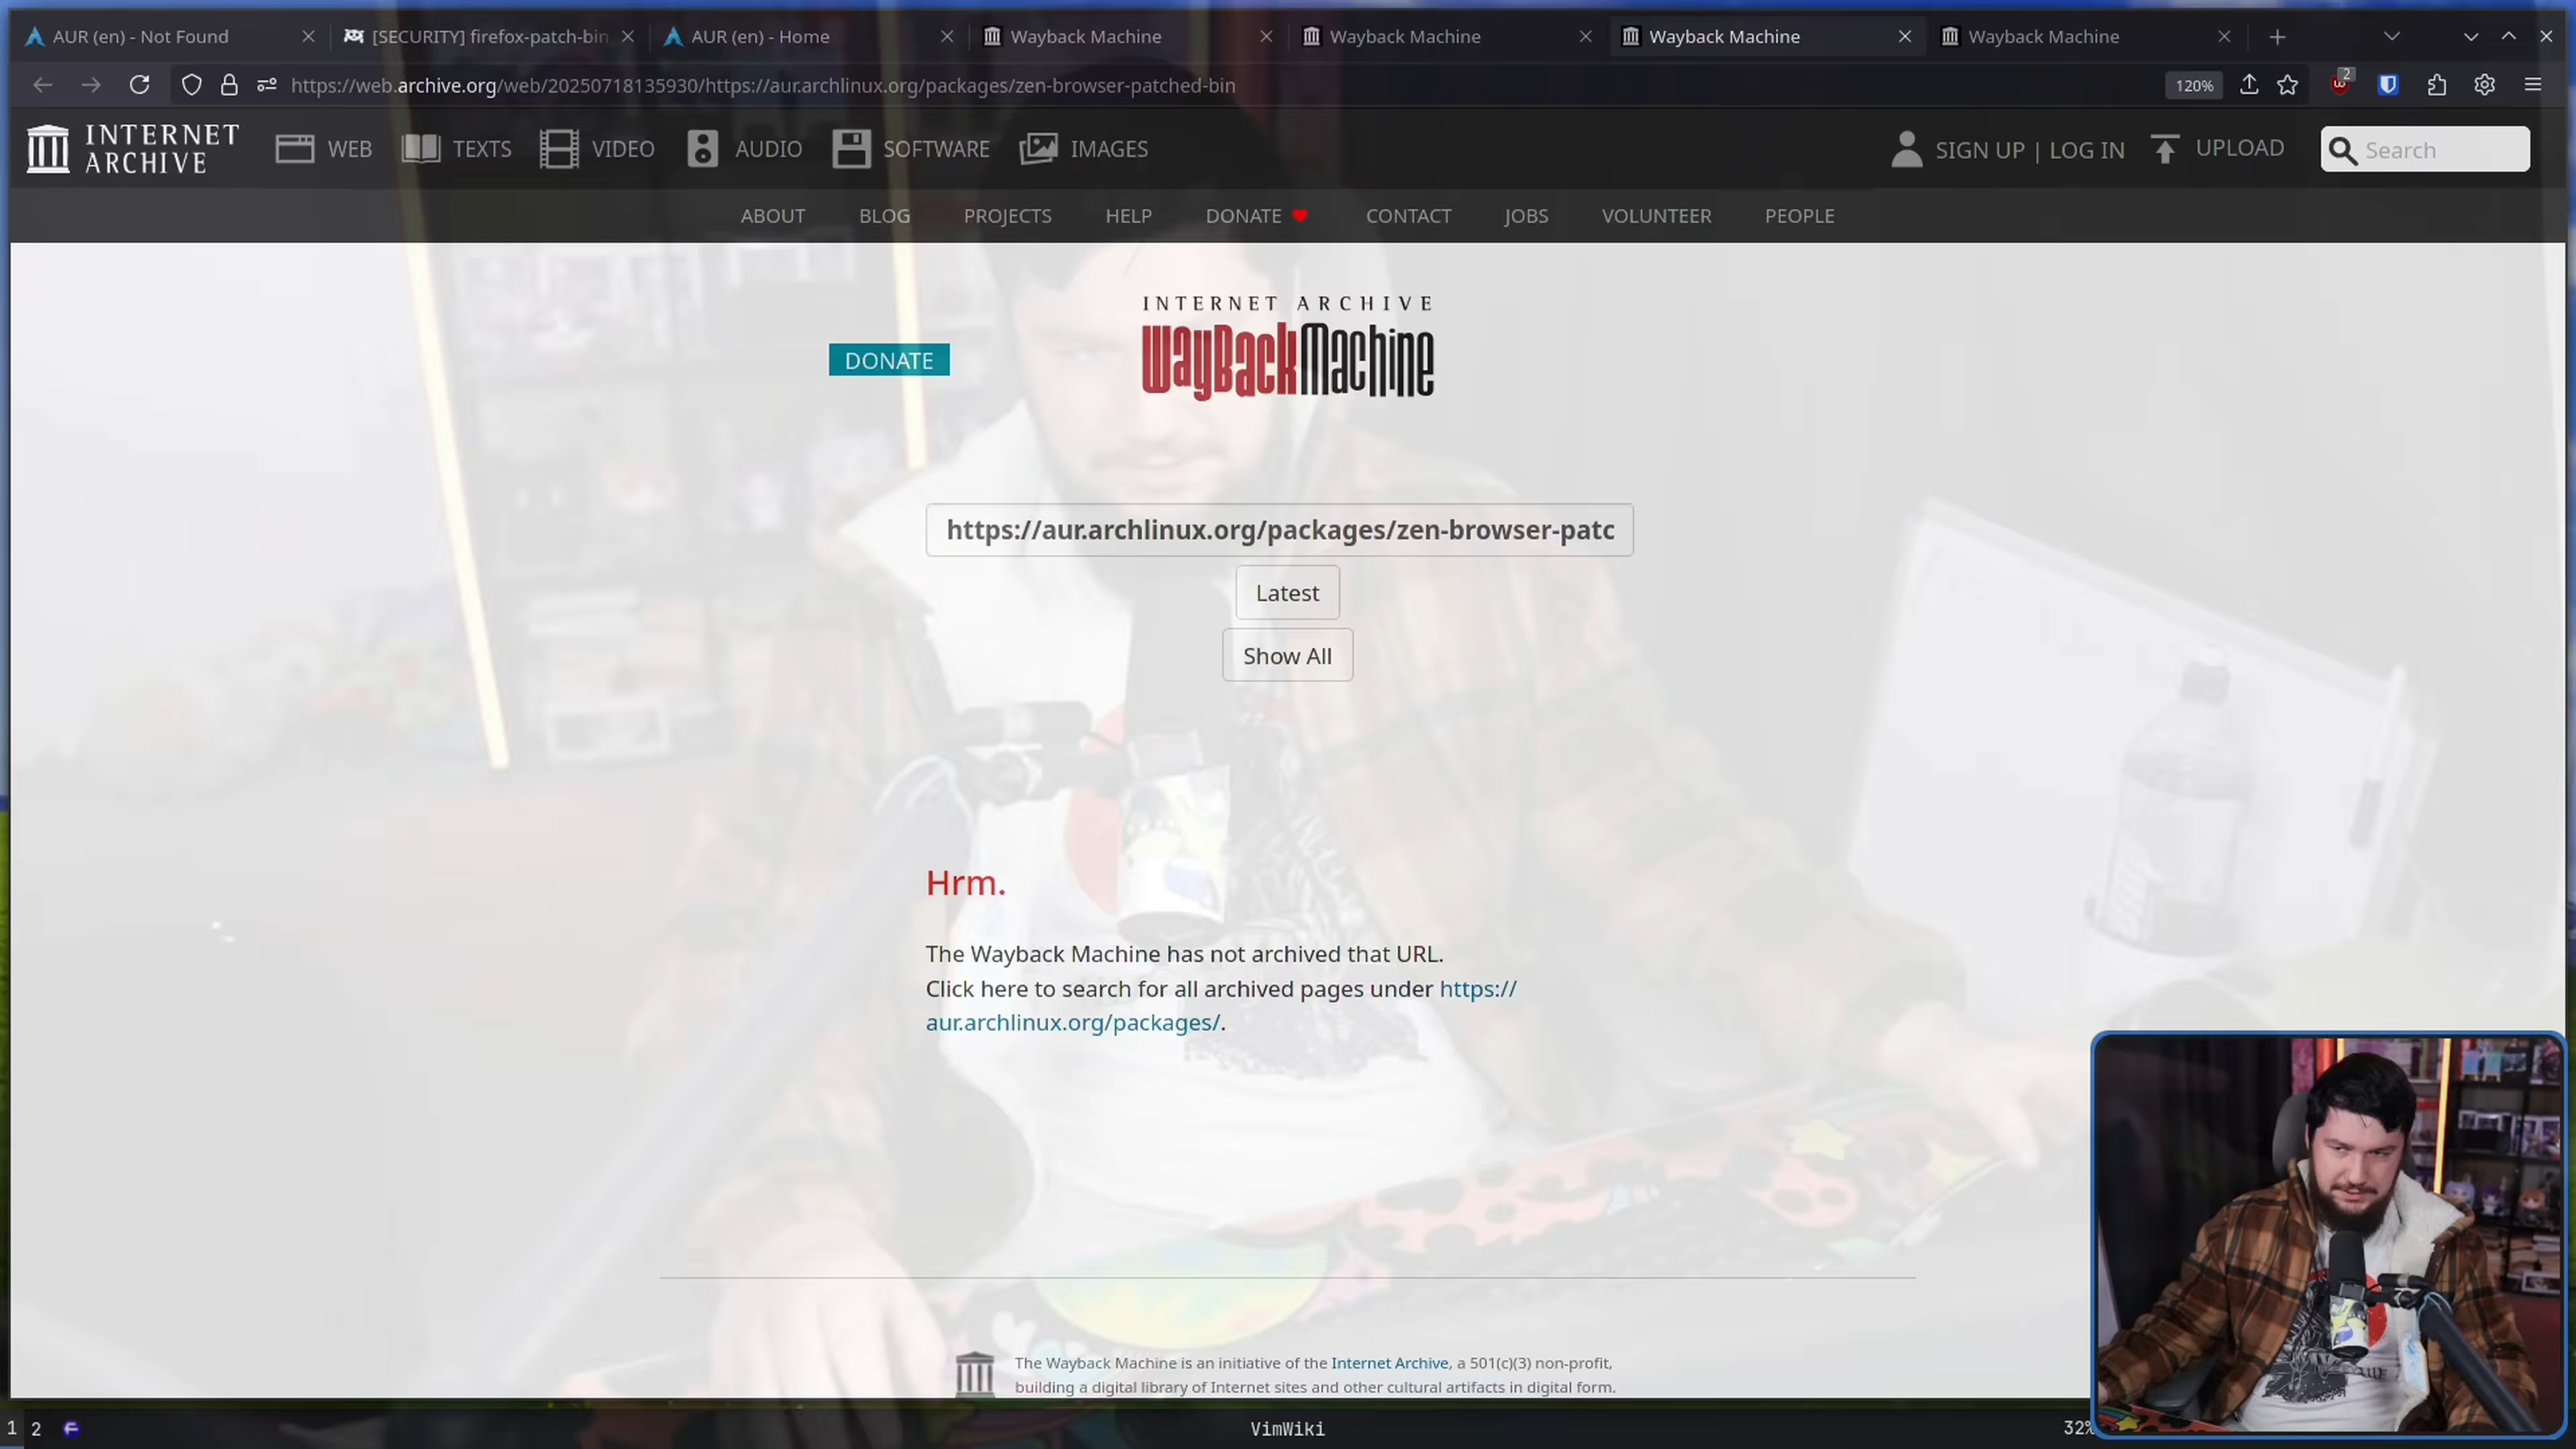 AUR (en) - Not Found
[SECURITY] firefox-patch-bin
AUR (en) - Home
Wayback Machine
Wayback Machine
Wayback Machine
Wayback Machine
https://web.archive.org/web/20250718135930/https://aur.archlinux.org/packages/zen-browser-patched-bin
120%
2
INTERNET
ARCHIVE
WEB
TEXTS
VIDEO
AUDIO
SOFTWARE
IMAGES
SIGN UP | LOG IN
UPLOAD
Search
ABOUT
BLOG
PROJECTS
HELP
DONATE
CONTACT
JOBS
VOLUNTEER
PEOPLE
DONATE
INTERNET ARCHIVE
WayBackMachine
https://aur.archlinux.org/packages/zen-browser-patc
Latest
Show All
Hrm.
The Wayback Machine has not archived that URL.
Click here to search for all archived pages under https://
aur.archlinux.org/packages/.
The Wayback Machine is an initiative of the Internet Archive, a 501(c)(3) non-profit,
building a digital library of Internet sites and other cultural artifacts in digital form.
1
2
VimWiki
32%